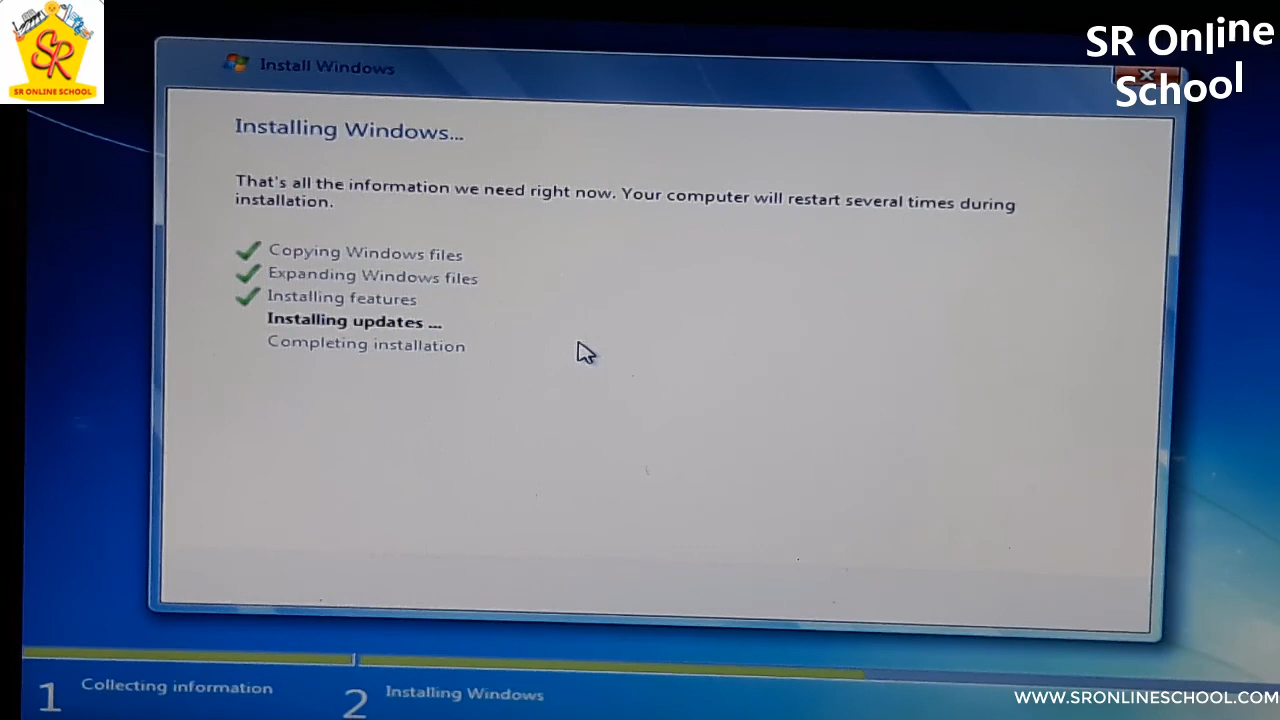 SR
SR ONLINE SCHOOL
SR Online
School
Install Windows
Installing Windows...
That's all the information we need right now. Your computer will restart several times during
installation.
Copying Windows files
Expanding Windows files
Installing features
Installing updates ...
Completing installation
1 Collecting information
2 Installing Windows
WWW.SRONLINESCHOOL.COM